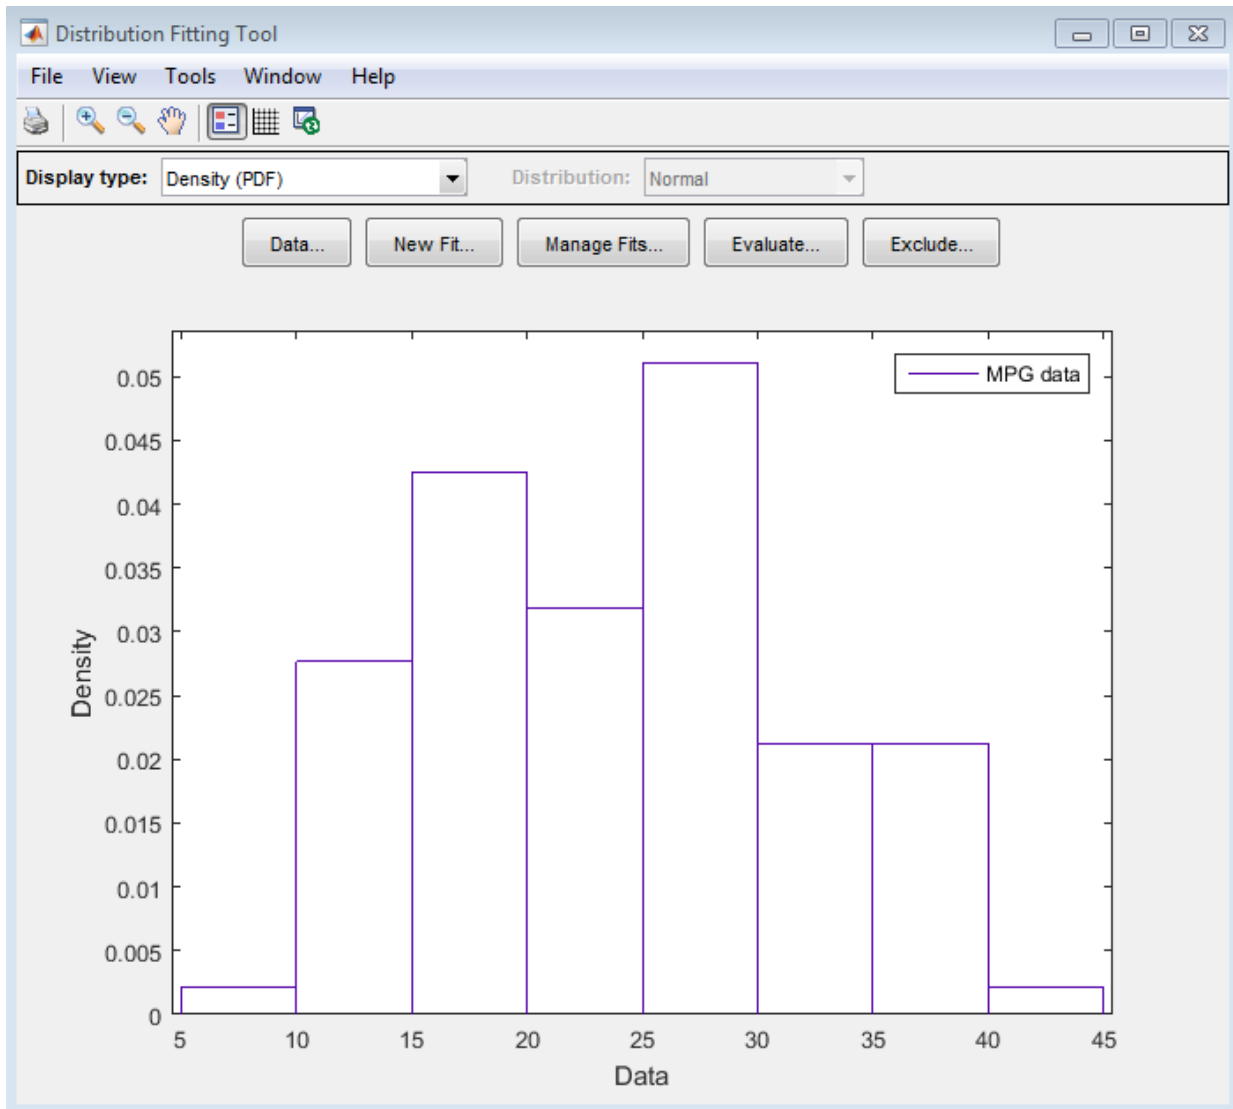 Distribution Fitting Tool
File View Tools Window Help
Display type: Density (PDF) Distribution: Normal
Data... New Fit... Manage Fits... Evaluate... Exclude...
MPG data
0.05
0.045
0.04
0.035
0.03
0.025
0.02
0.015
0.01
0.005
0
Density
5 10 15 20 25 30 35 40 45
Data